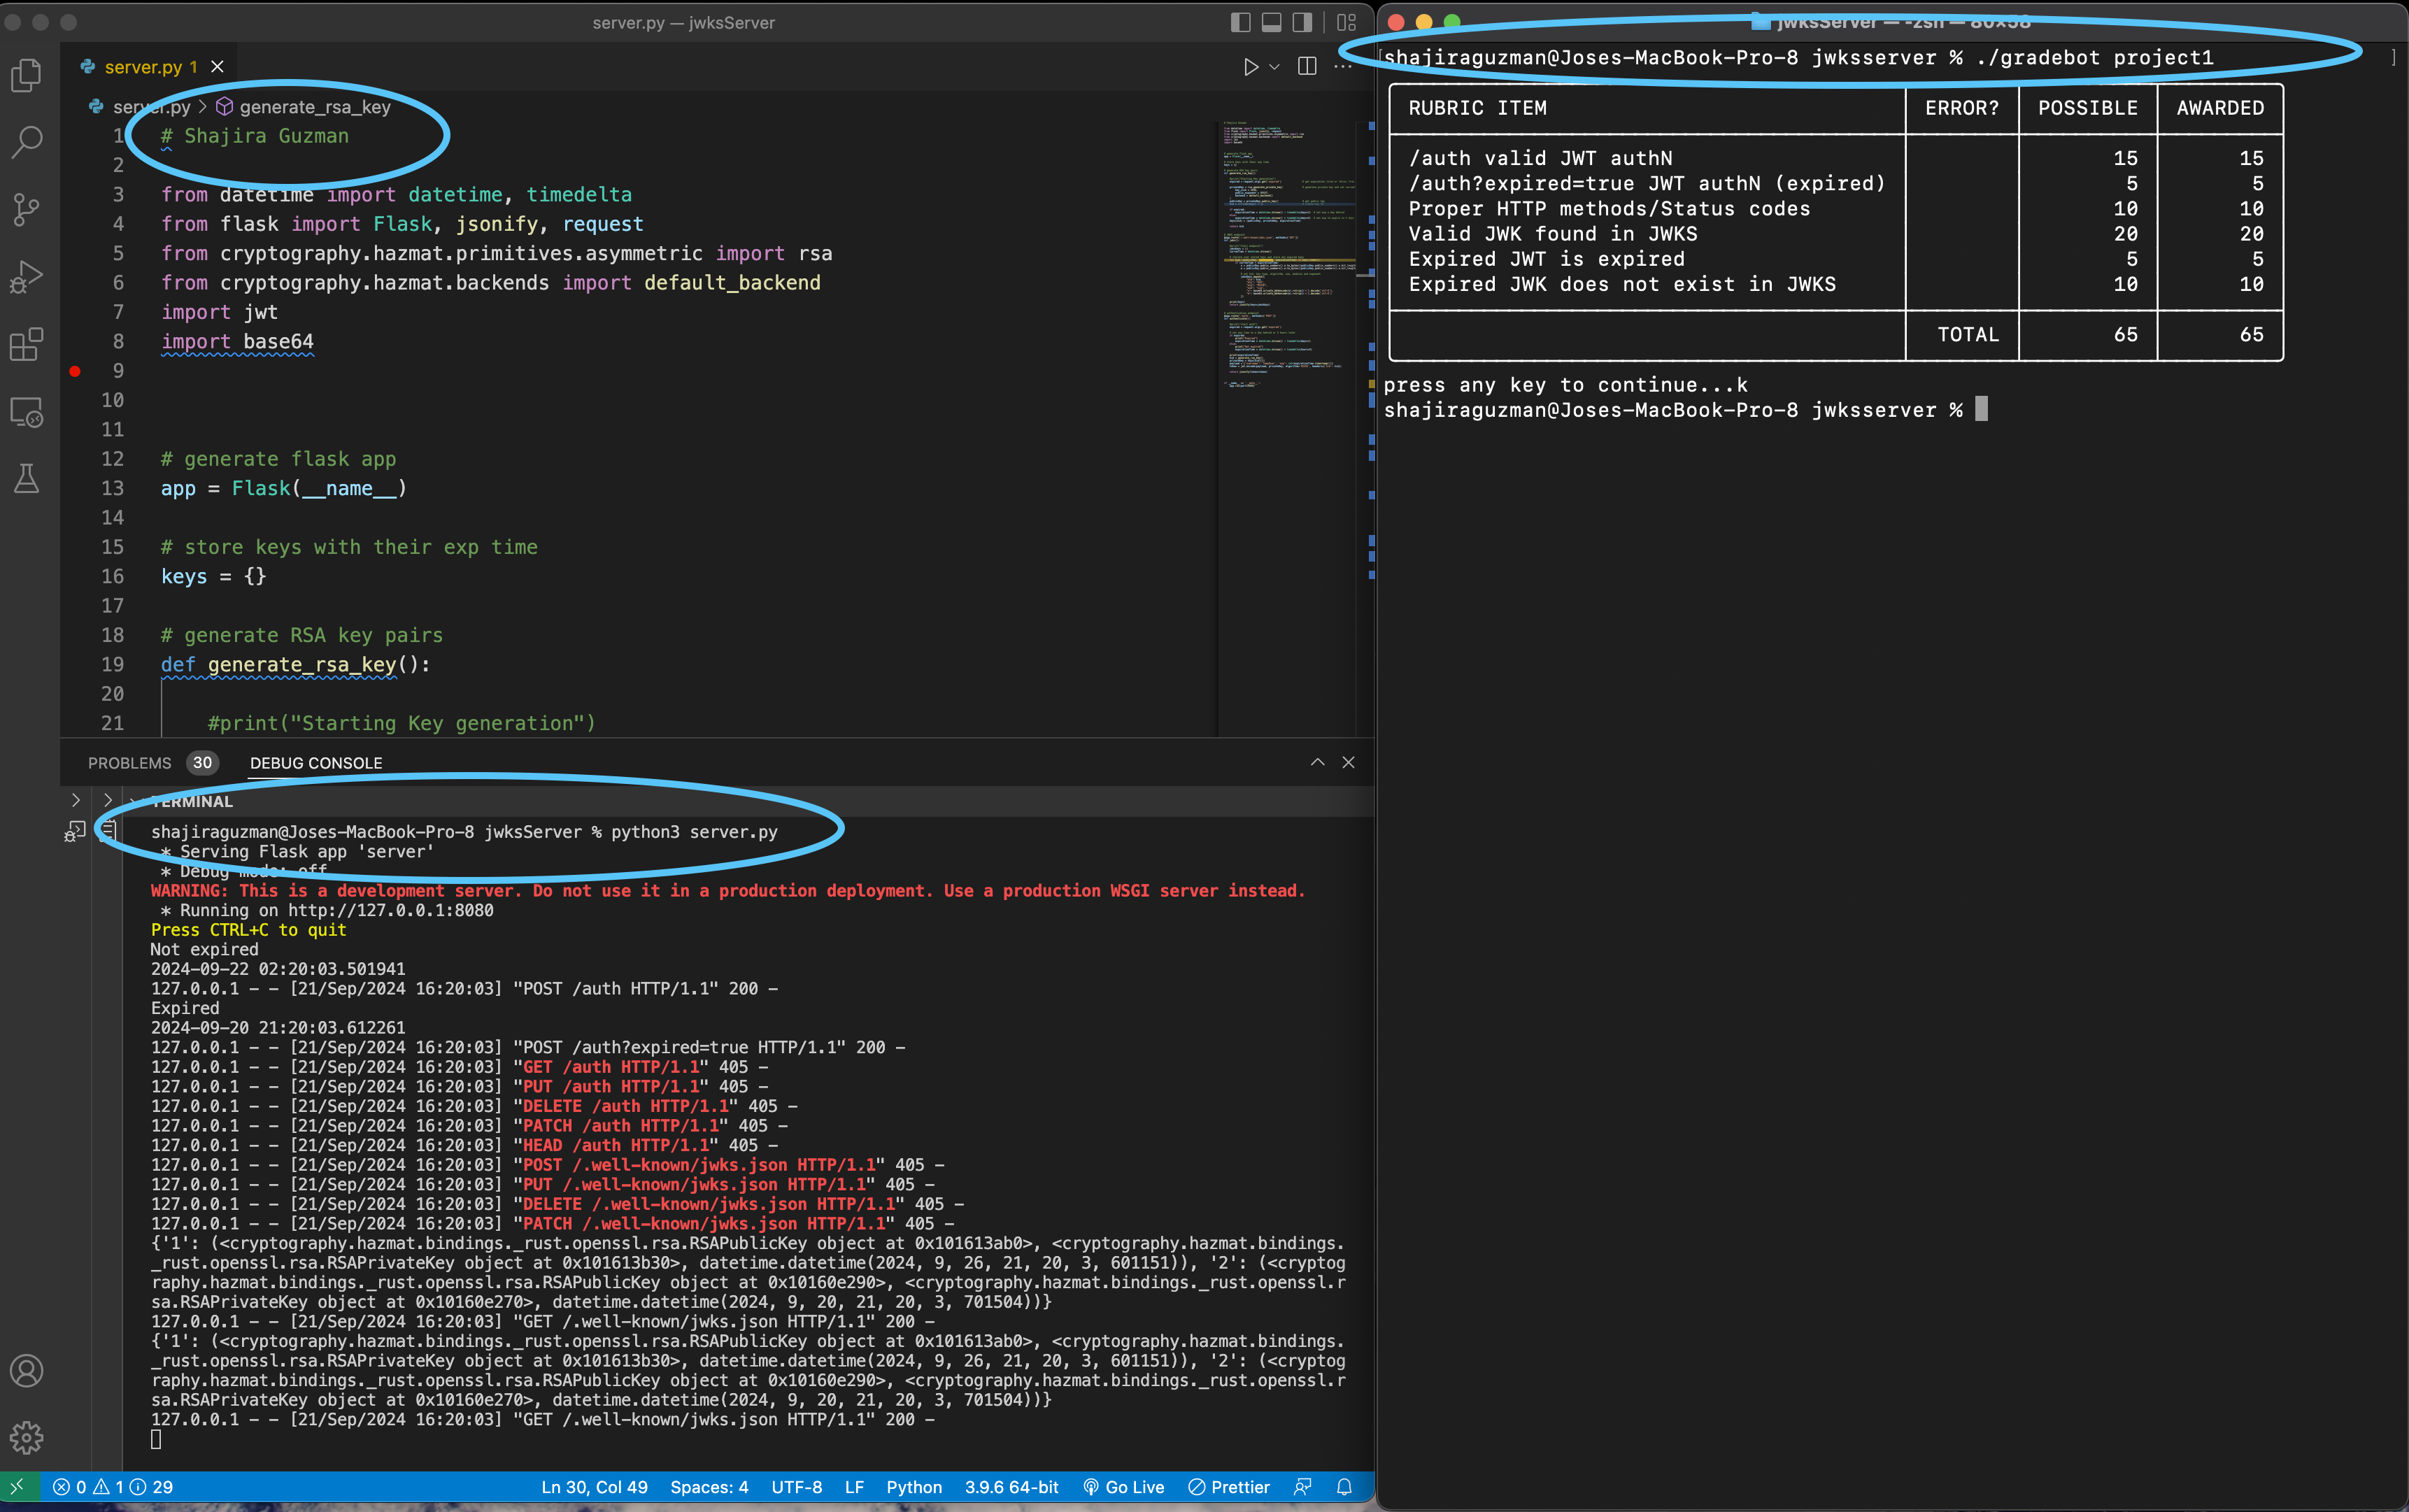 server.py — jwksServer
server.py 1
server.py > generate_rsa_key
1 # Shajira Guzman
2
3 from datetime import datetime, timedelta
4 from flask import Flask, jsonify, request
5 from cryptography.hazmat.primitives.asymmetric import rsa
6 from cryptography.hazmat.backends import default_backend
7 import jwt
8 import base64
9
10
11
12 # generate flask app
13 app = Flask(__name__)
14
15 # store keys with their exp time
16 keys = {}
17
18 # generate RSA key pairs
19 def generate_rsa_key():
20
21 #print("Starting Key generation")
PROBLEMS 30 DEBUG CONSOLE
TERMINAL
shajiraguzman@Joses-MacBook-Pro-8 jwksServer % python3 server.py
* Serving Flask app 'server'
* Debug mode: off
WARNING: This is a development server. Do not use it in a production deployment. Use a production WSGI server instead.
* Running on http://127.0.0.1:8080
Press CTRL+C to quit
Not expired
2024-09-22 02:20:03.501941
127.0.0.1 - - [21/Sep/2024 16:20:03] "POST /auth HTTP/1.1" 200 -
Expired
2024-09-20 21:20:03.612261
127.0.0.1 - - [21/Sep/2024 16:20:03] "POST /auth?expired=true HTTP/1.1" 200 -
127.0.0.1 - - [21/Sep/2024 16:20:03] "GET /auth HTTP/1.1" 405 -
127.0.0.1 - - [21/Sep/2024 16:20:03] "PUT /auth HTTP/1.1" 405 -
127.0.0.1 - - [21/Sep/2024 16:20:03] "DELETE /auth HTTP/1.1" 405 -
127.0.0.1 - - [21/Sep/2024 16:20:03] "PATCH /auth HTTP/1.1" 405 -
127.0.0.1 - - [21/Sep/2024 16:20:03] "HEAD /auth HTTP/1.1" 405 -
127.0.0.1 - - [21/Sep/2024 16:20:03] "POST /.well-known/jwks.json HTTP/1.1" 405 -
127.0.0.1 - - [21/Sep/2024 16:20:03] "PUT /.well-known/jwks.json HTTP/1.1" 405 -
127.0.0.1 - - [21/Sep/2024 16:20:03] "DELETE /.well-known/jwks.json HTTP/1.1" 405 -
127.0.0.1 - - [21/Sep/2024 16:20:03] "PATCH /.well-known/jwks.json HTTP/1.1" 405 -
{'1': (<cryptography.hazmat.bindings._rust.openssl.rsa.RSAPublicKey object at 0x101613ab0>, <cryptography.hazmat.bindings.
_rust.openssl.rsa.RSAPrivateKey object at 0x101613b30>, datetime.datetime(2024, 9, 26, 21, 20, 3, 601151)), '2': (<cryptog
raphy.hazmat.bindings._rust.openssl.rsa.RSAPublicKey object at 0x10160e290>, <cryptography.hazmat.bindings._rust.openssl.r
sa.RSAPrivateKey object at 0x10160e270>, datetime.datetime(2024, 9, 20, 21, 20, 3, 701504))}
127.0.0.1 - - [21/Sep/2024 16:20:03] "GET /.well-known/jwks.json HTTP/1.1" 200 -
{'1': (<cryptography.hazmat.bindings._rust.openssl.rsa.RSAPublicKey object at 0x101613ab0>, <cryptography.hazmat.bindings.
_rust.openssl.rsa.RSAPrivateKey object at 0x101613b30>, datetime.datetime(2024, 9, 26, 21, 20, 3, 601151)), '2': (<cryptog
raphy.hazmat.bindings._rust.openssl.rsa.RSAPublicKey object at 0x10160e290>, <cryptography.hazmat.bindings._rust.openssl.r
sa.RSAPrivateKey object at 0x10160e270>, datetime.datetime(2024, 9, 20, 21, 20, 3, 701504))}
127.0.0.1 - - [21/Sep/2024 16:20:03] "GET /.well-known/jwks.json HTTP/1.1" 200 -
0 1 29 Ln 30, Col 49 Spaces: 4 UTF-8 LF Python 3.9.6 64-bit Go Live Prettier
jwksServer — -zsh — 80×58
shajiraguzman@Joses-MacBook-Pro-8 jwksserver % ./gradebot project1
RUBRIC ITEM ERROR? POSSIBLE AWARDED
/auth valid JWT authN 15 15
/auth?expired=true JWT authN (expired) 5 5
Proper HTTP methods/Status codes 10 10
Valid JWK found in JWKS 20 20
Expired JWT is expired 5 5
Expired JWK does not exist in JWKS 10 10
TOTAL 65 65
press any key to continue...k
shajiraguzman@Joses-MacBook-Pro-8 jwksserver %